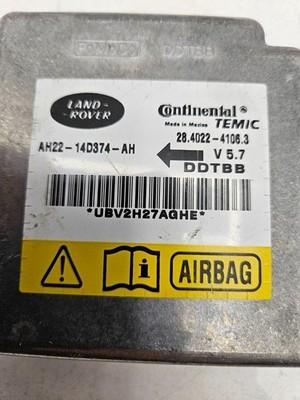 DDTBB
LAND-
ROVER
Continental
Made in Mexico TEMIC
28.4022-4106.3
AH22-14D374-AH
V 5.7
DDTBB
*UBV2H27AGHE*
AIRBAG